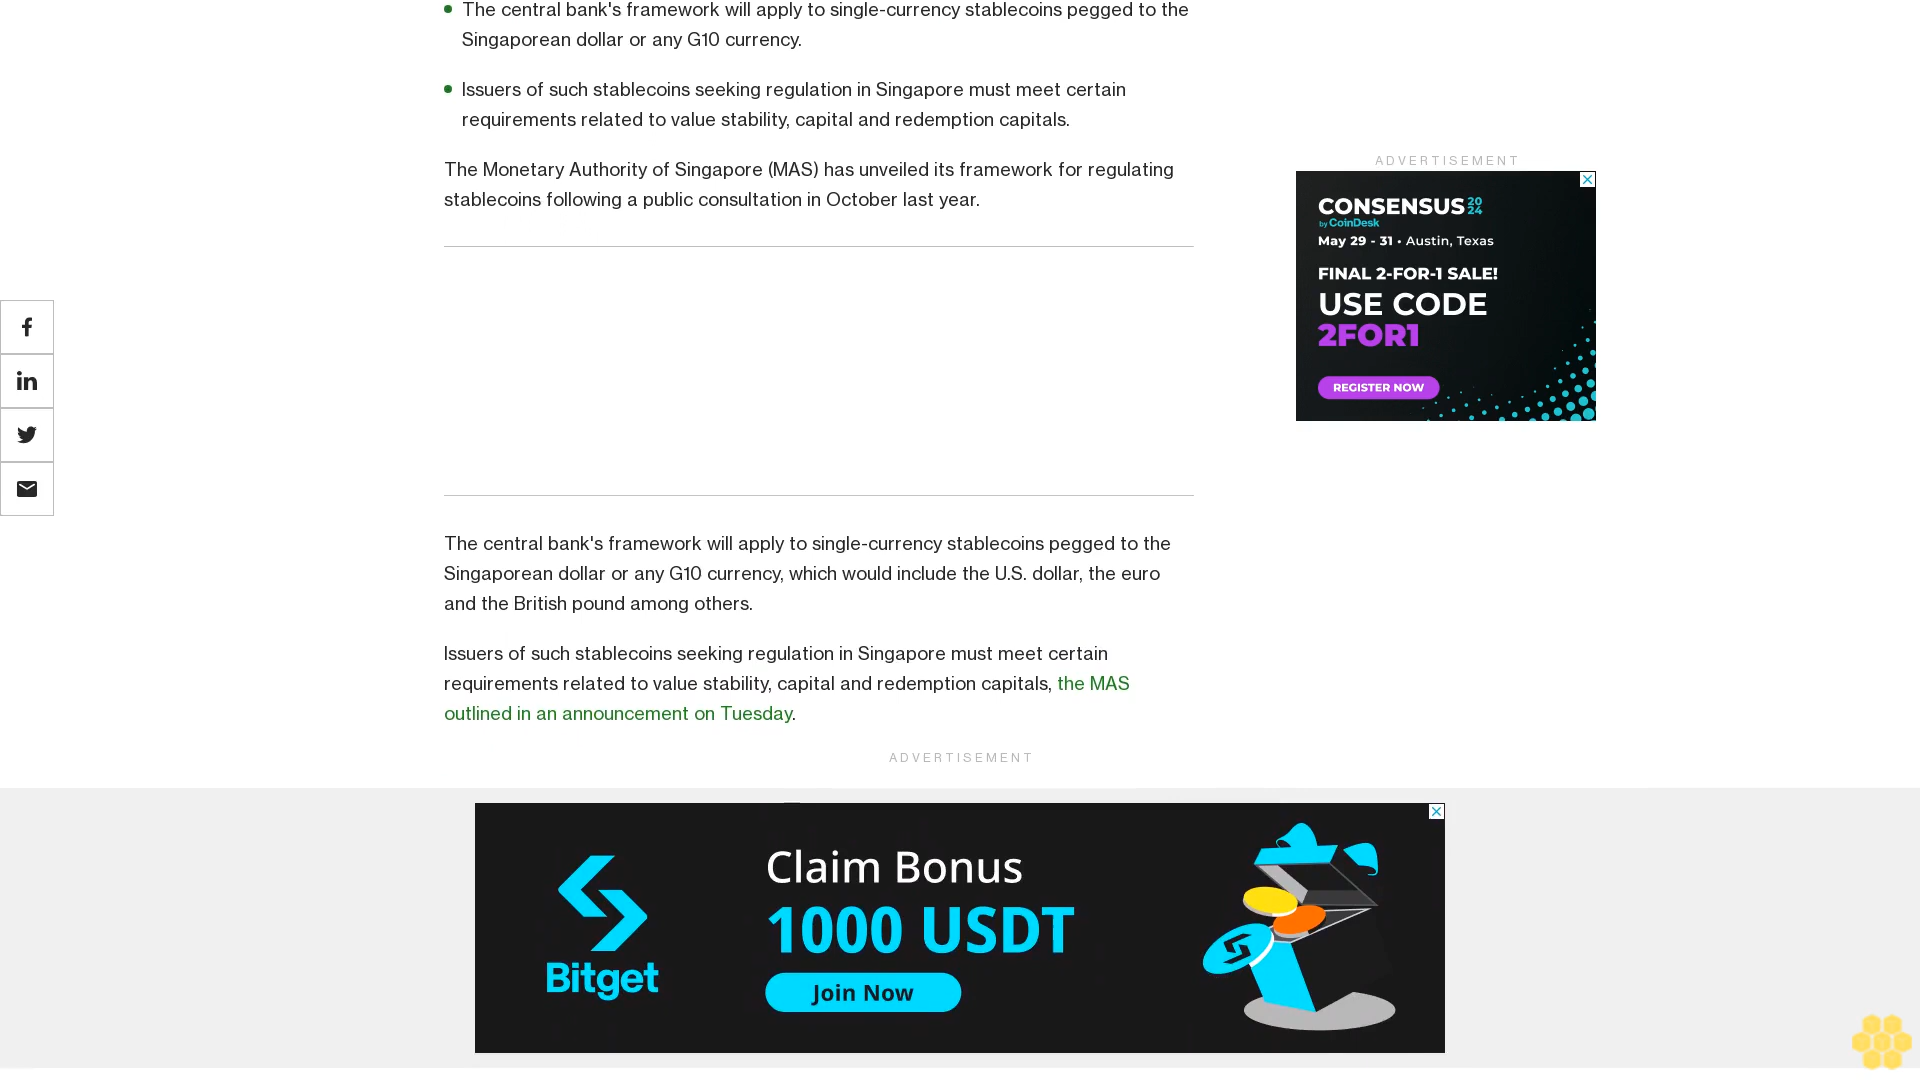 The central bank's framework will apply to single-currency stablecoins pegged to the
Singaporean dollar or any G10 currency.
Issuers of such stablecoins seeking regulation in Singapore must meet certain
requirements related to value stability, capital and redemption capitals.
The Monetary Authority of Singapore (MAS) has unveiled its framework for regulating
stablecoins following a public consultation in October last year.
ADVERTISEMENT
CONSENSUS 2024
by CoinDesk
May 29 - 31 • Austin, Texas
FINAL 2-FOR-1 SALE!
USE CODE
2FOR1
REGISTER NOW
The central bank's framework will apply to single-currency stablecoins pegged to the
Singaporean dollar or any G10 currency, which would include the U.S. dollar, the euro
and the British pound among others.
Issuers of such stablecoins seeking regulation in Singapore must meet certain
requirements related to value stability, capital and redemption capitals, the MAS
outlined in an announcement on Tuesday.
ADVERTISEMENT
Bitget
Claim Bonus
1000 USDT
Join Now